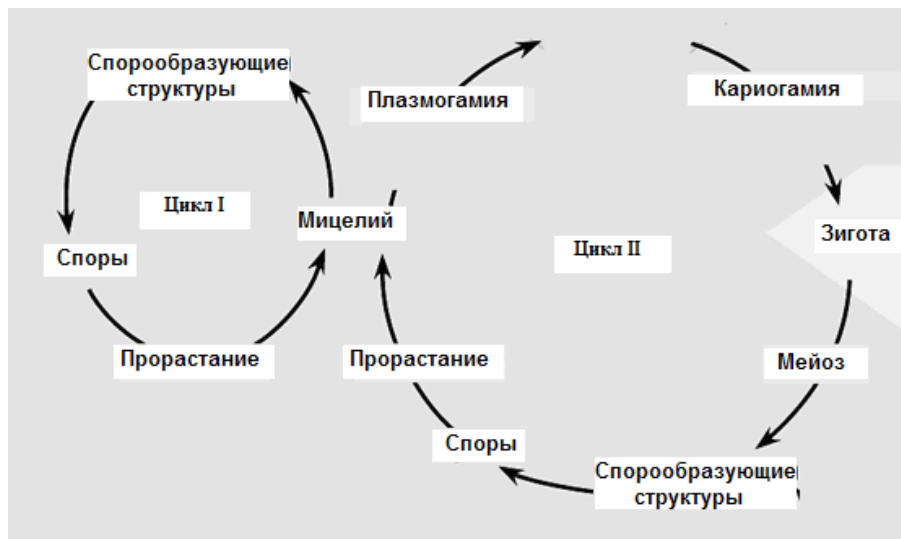 Спорообразующие
структуры
Плазмогамия
Кариогамия
Цикл I
Мицелий
Споры
Цикл II
Зигота
Прорастание
Прорастание
Мейоз
Споры
Спорообразующие
структуры